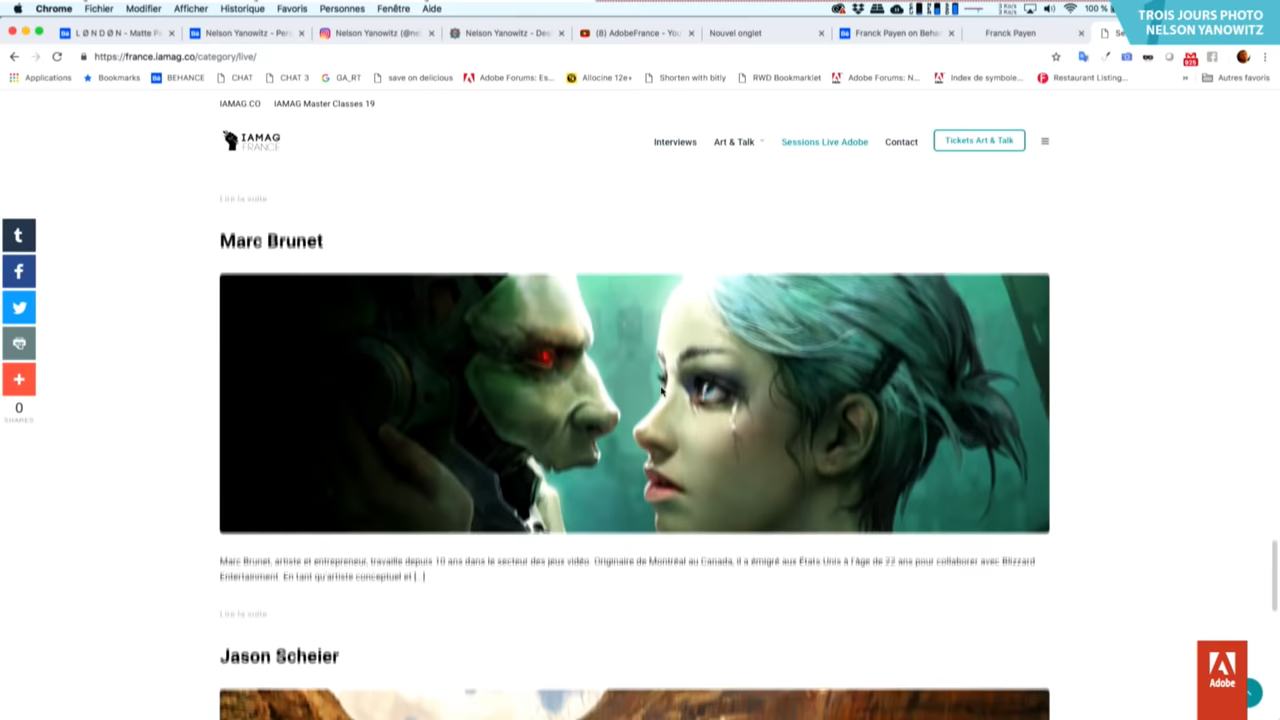 Chrome Fichier Modifier Afficher Historique Favoris Personnes Fenêtre Aide
100 %
TROIS JOURS PHOTO
NELSON YANOWITZ
L Ø N D Ø N - Matte
Nelson Yanowitz - Pers
Nelson Yanowitz (@ne
Nelson Yanowitz - Des
(8) AdobeFrance - You
Nouvel onglet
Franck Payen on Beha
Franck Payen
https://france.iamag.co/category/live/
Applications
Bookmarks
BEHANCE
CHAT
CHAT 3
GA_RT
save on delicious
Adobe Forums: Es...
Allocine 12e+
Shorten with bitly
RWD Bookmarklet
Adobe Forums: N...
Index de symbole...
Restaurant Listing...
Autres favoris
IAMAG.CO IAMAG Master Classes 19
IAMAG
FRANCE
Interviews Art & Talk Sessions Live Adobe Contact Tickets Art & Talk
Lire la suite
Marc Brunet
0
SHARES
Marc Brunet, artiste et entrepreneur, travaille depuis 10 ans dans le secteur des jeux vidéo. Originaire de Montréal au Canada, il a émigré aux États Unis à l'âge de 22 ans pour collaborer avec Blizzard
Entertainment. En tant qu'artiste conceptuel et [...]
Lire la suite
Jason Scheier
Adobe